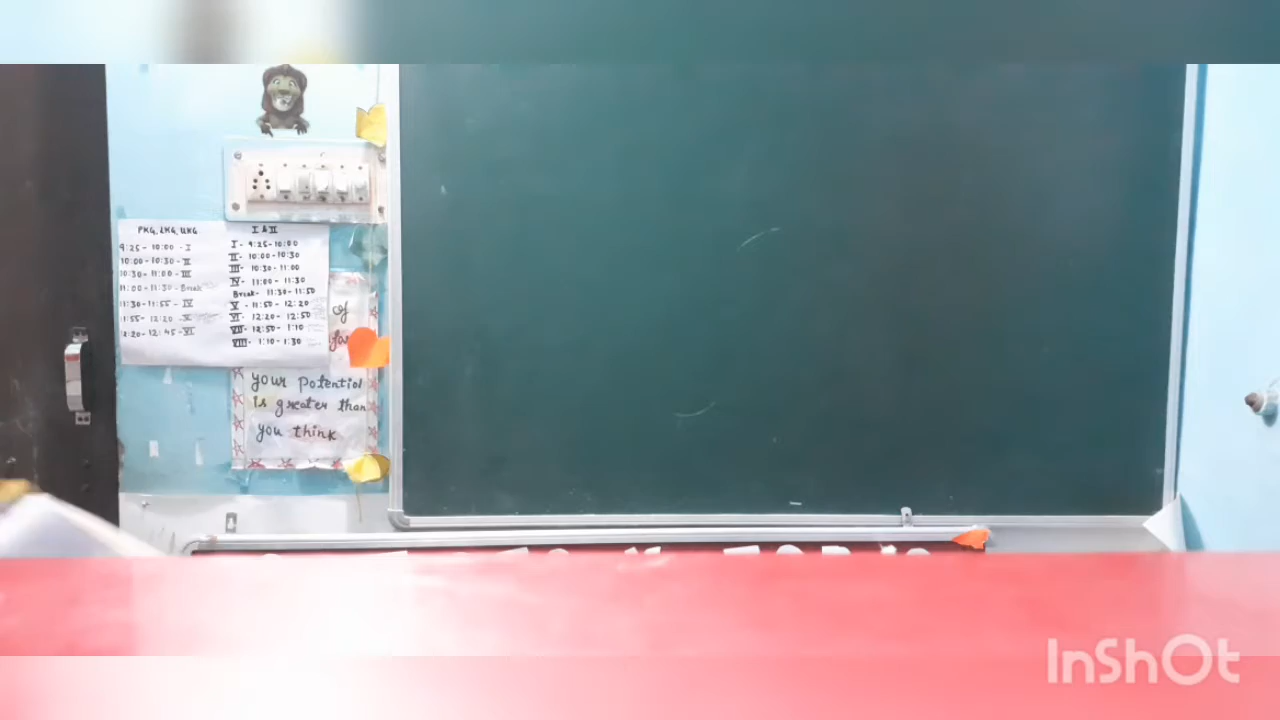 PKG, LKG, UKG
9:25 - 10:00 - I
10:00 - 10:30 - II
10:30 - 11:00 - III
11:00 - 11:30 - Break
11:30 - 11:55 - IV
11:55 - 12:20 - V
12:20 - 12:45 - VI
I & II
I - 9:25 - 10:00
II - 10:00 - 10:30
III - 10:30 - 11:00
IV - 11:00 - 11:30
Break - 11:30 - 11:50
V - 11:50 - 12:20
VI - 12:20 - 12:50
VII - 12:50 - 1:10
VIII - 1:10 - 1:30
your potential
is greater than
you think
InShOt